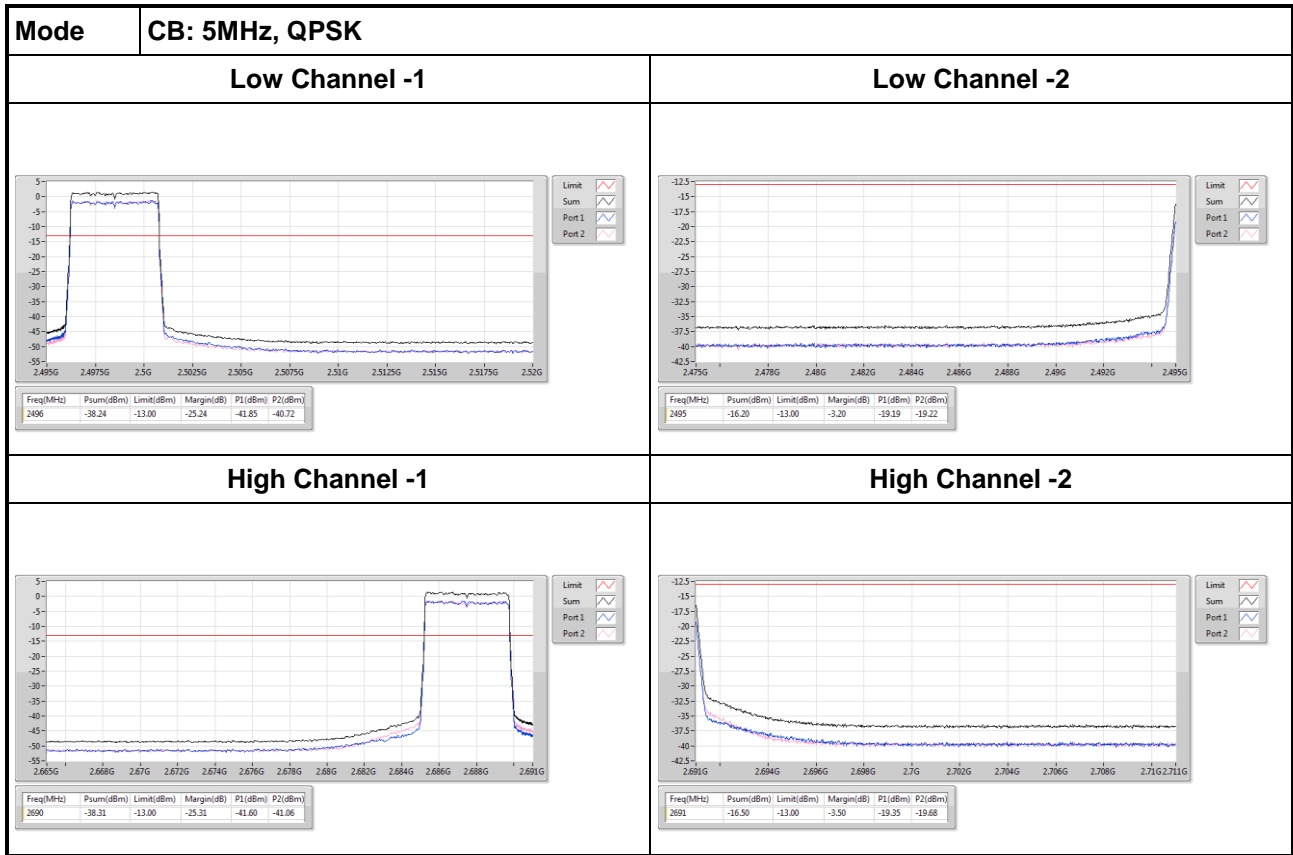 Mode CB: 5MHz, QPSK
Low Channel -1
Low Channel -2
5
0
-5
-10
-15
-20
-25
-30
-35
-40
-45
-50
-55
2.495G 2.4975G 2.5G 2.5025G 2.505G 2.5075G 2.51G 2.5125G 2.515G 2.5175G 2.52G
Limit
Sum
Port 1
Port 2
Freq(MHz) Psum(dBm) Limit(dBm) Margin(dB) P1(dBm) P2(dBm)
2496 -38.24 -13.00 -25.24 -41.85 -40.72
-12.5
-15
-17.5
-20
-22.5
-25
-27.5
-30
-32.5
-35
-37.5
-40
-42.5
2.475G 2.478G 2.48G 2.482G 2.484G 2.486G 2.488G 2.49G 2.492G 2.495G
Limit
Sum
Port 1
Port 2
Freq(MHz) Psum(dBm) Limit(dBm) Margin(dB) P1(dBm) P2(dBm)
2495 -16.20 -13.00 -3.20 -19.19 -19.22
High Channel -1
High Channel -2
5
0
-5
-10
-15
-20
-25
-30
-35
-40
-45
-50
-55
2.665G 2.668G 2.67G 2.672G 2.674G 2.676G 2.678G 2.68G 2.682G 2.684G 2.686G 2.688G 2.691G
Limit
Sum
Port 1
Port 2
Freq(MHz) Psum(dBm) Limit(dBm) Margin(dB) P1(dBm) P2(dBm)
2690 -38.31 -13.00 -25.31 -41.60 -41.06
-12.5
-15
-17.5
-20
-22.5
-25
-27.5
-30
-32.5
-35
-37.5
-40
-42.5
2.691G 2.694G 2.696G 2.698G 2.7G 2.702G 2.704G 2.706G 2.708G 2.71G 2.711G
Limit
Sum
Port 1
Port 2
Freq(MHz) Psum(dBm) Limit(dBm) Margin(dB) P1(dBm) P2(dBm)
2691 -16.50 -13.00 -3.50 -19.35 -19.68